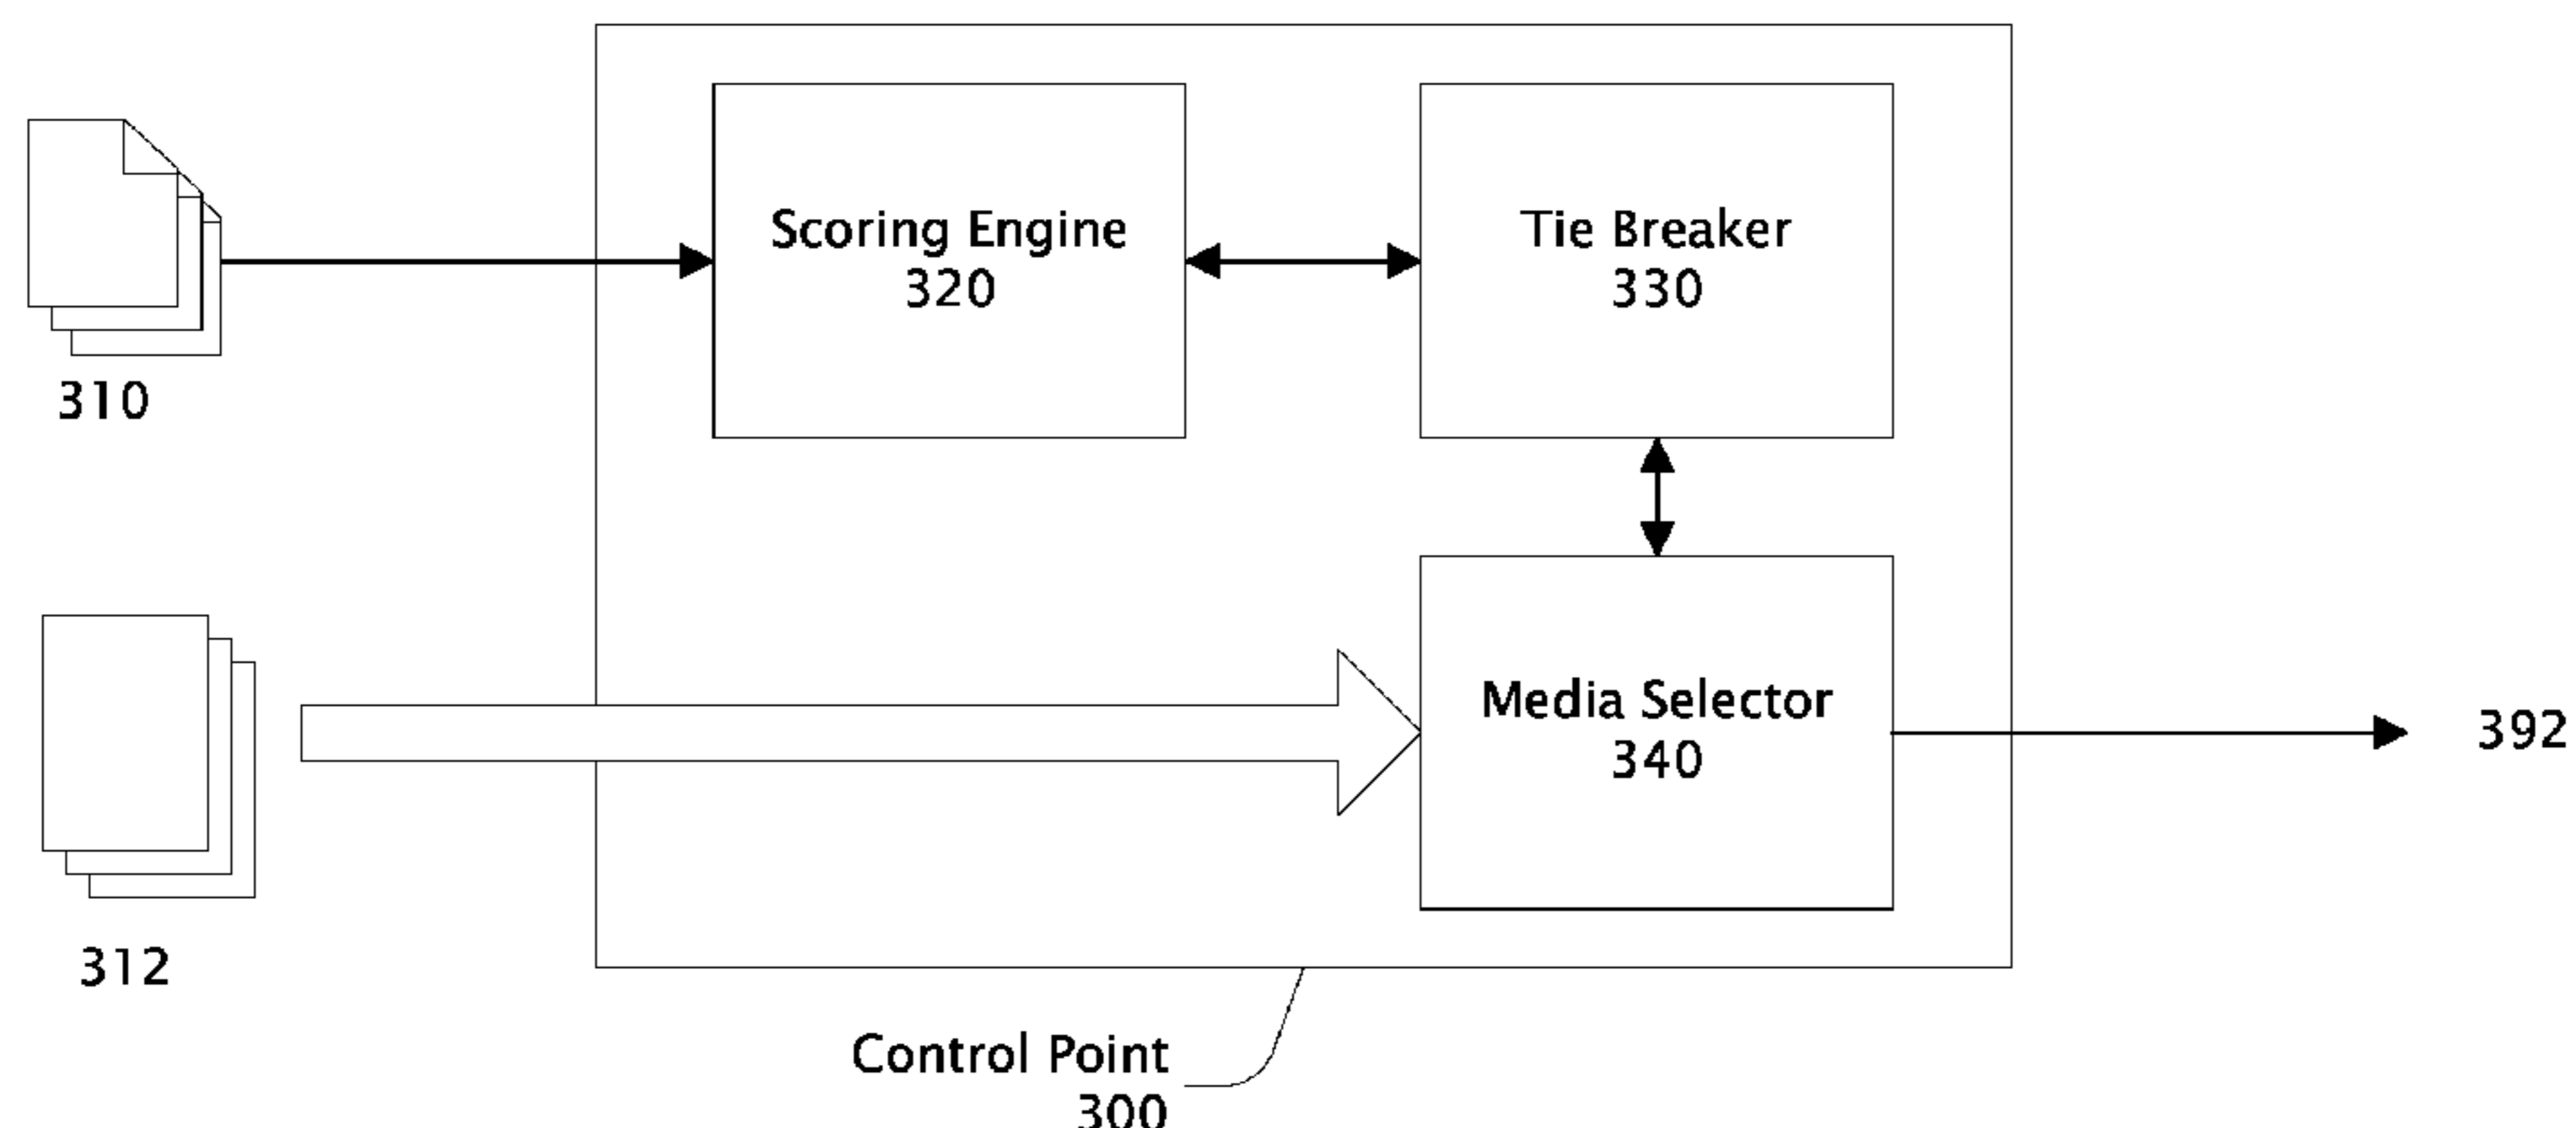 Scoring Engine
320
Tie Breaker
330
310
Media Selector
340
392
312
Control Point
300